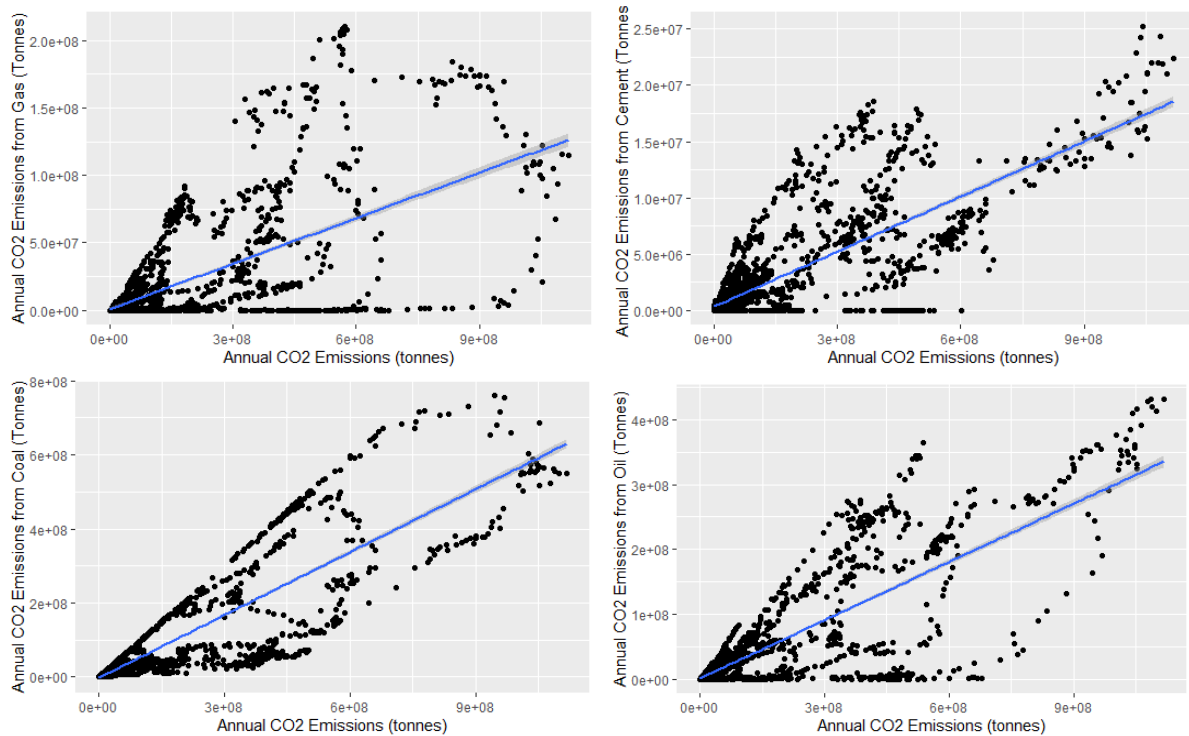 Annual CO2 Emissions from Gas (Tonnes)
2.0e+08
1.5e+08
1.0e+08
5.0e+07
0.0e+00
0e+00 3e+08 6e+08 9e+08
Annual CO2 Emissions (tonnes)
Annual CO2 Emissions from Cement (Tonnes)
2.5e+07
2.0e+07
1.5e+07
1.0e+07
5.0e+06
0.0e+00
0e+00 3e+08 6e+08 9e+08
Annual CO2 Emissions (tonnes)
Annual CO2 Emissions from Coal (Tonnes)
8e+08
6e+08
4e+08
2e+08
0e+00
0e+00 3e+08 6e+08 9e+08
Annual CO2 Emissions (tonnes)
Annual CO2 Emissions from Oil (Tonnes)
4e+08
3e+08
2e+08
1e+08
0e+00
0e+00 3e+08 6e+08 9e+08
Annual CO2 Emissions (tonnes)